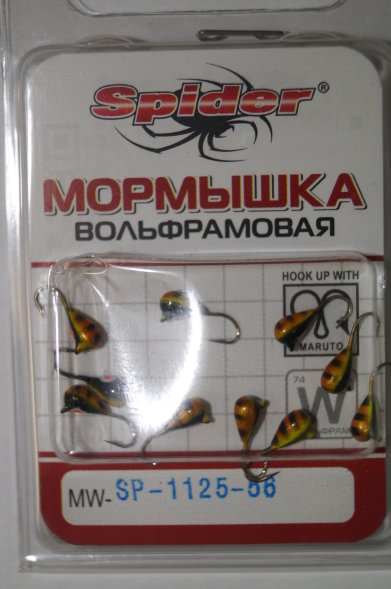 Spider®
МОРМЫШКА
ВОЛЬФРАМОВАЯ
HOOK UP WITH
MARUTO
74
W
MW-SP-1125-56